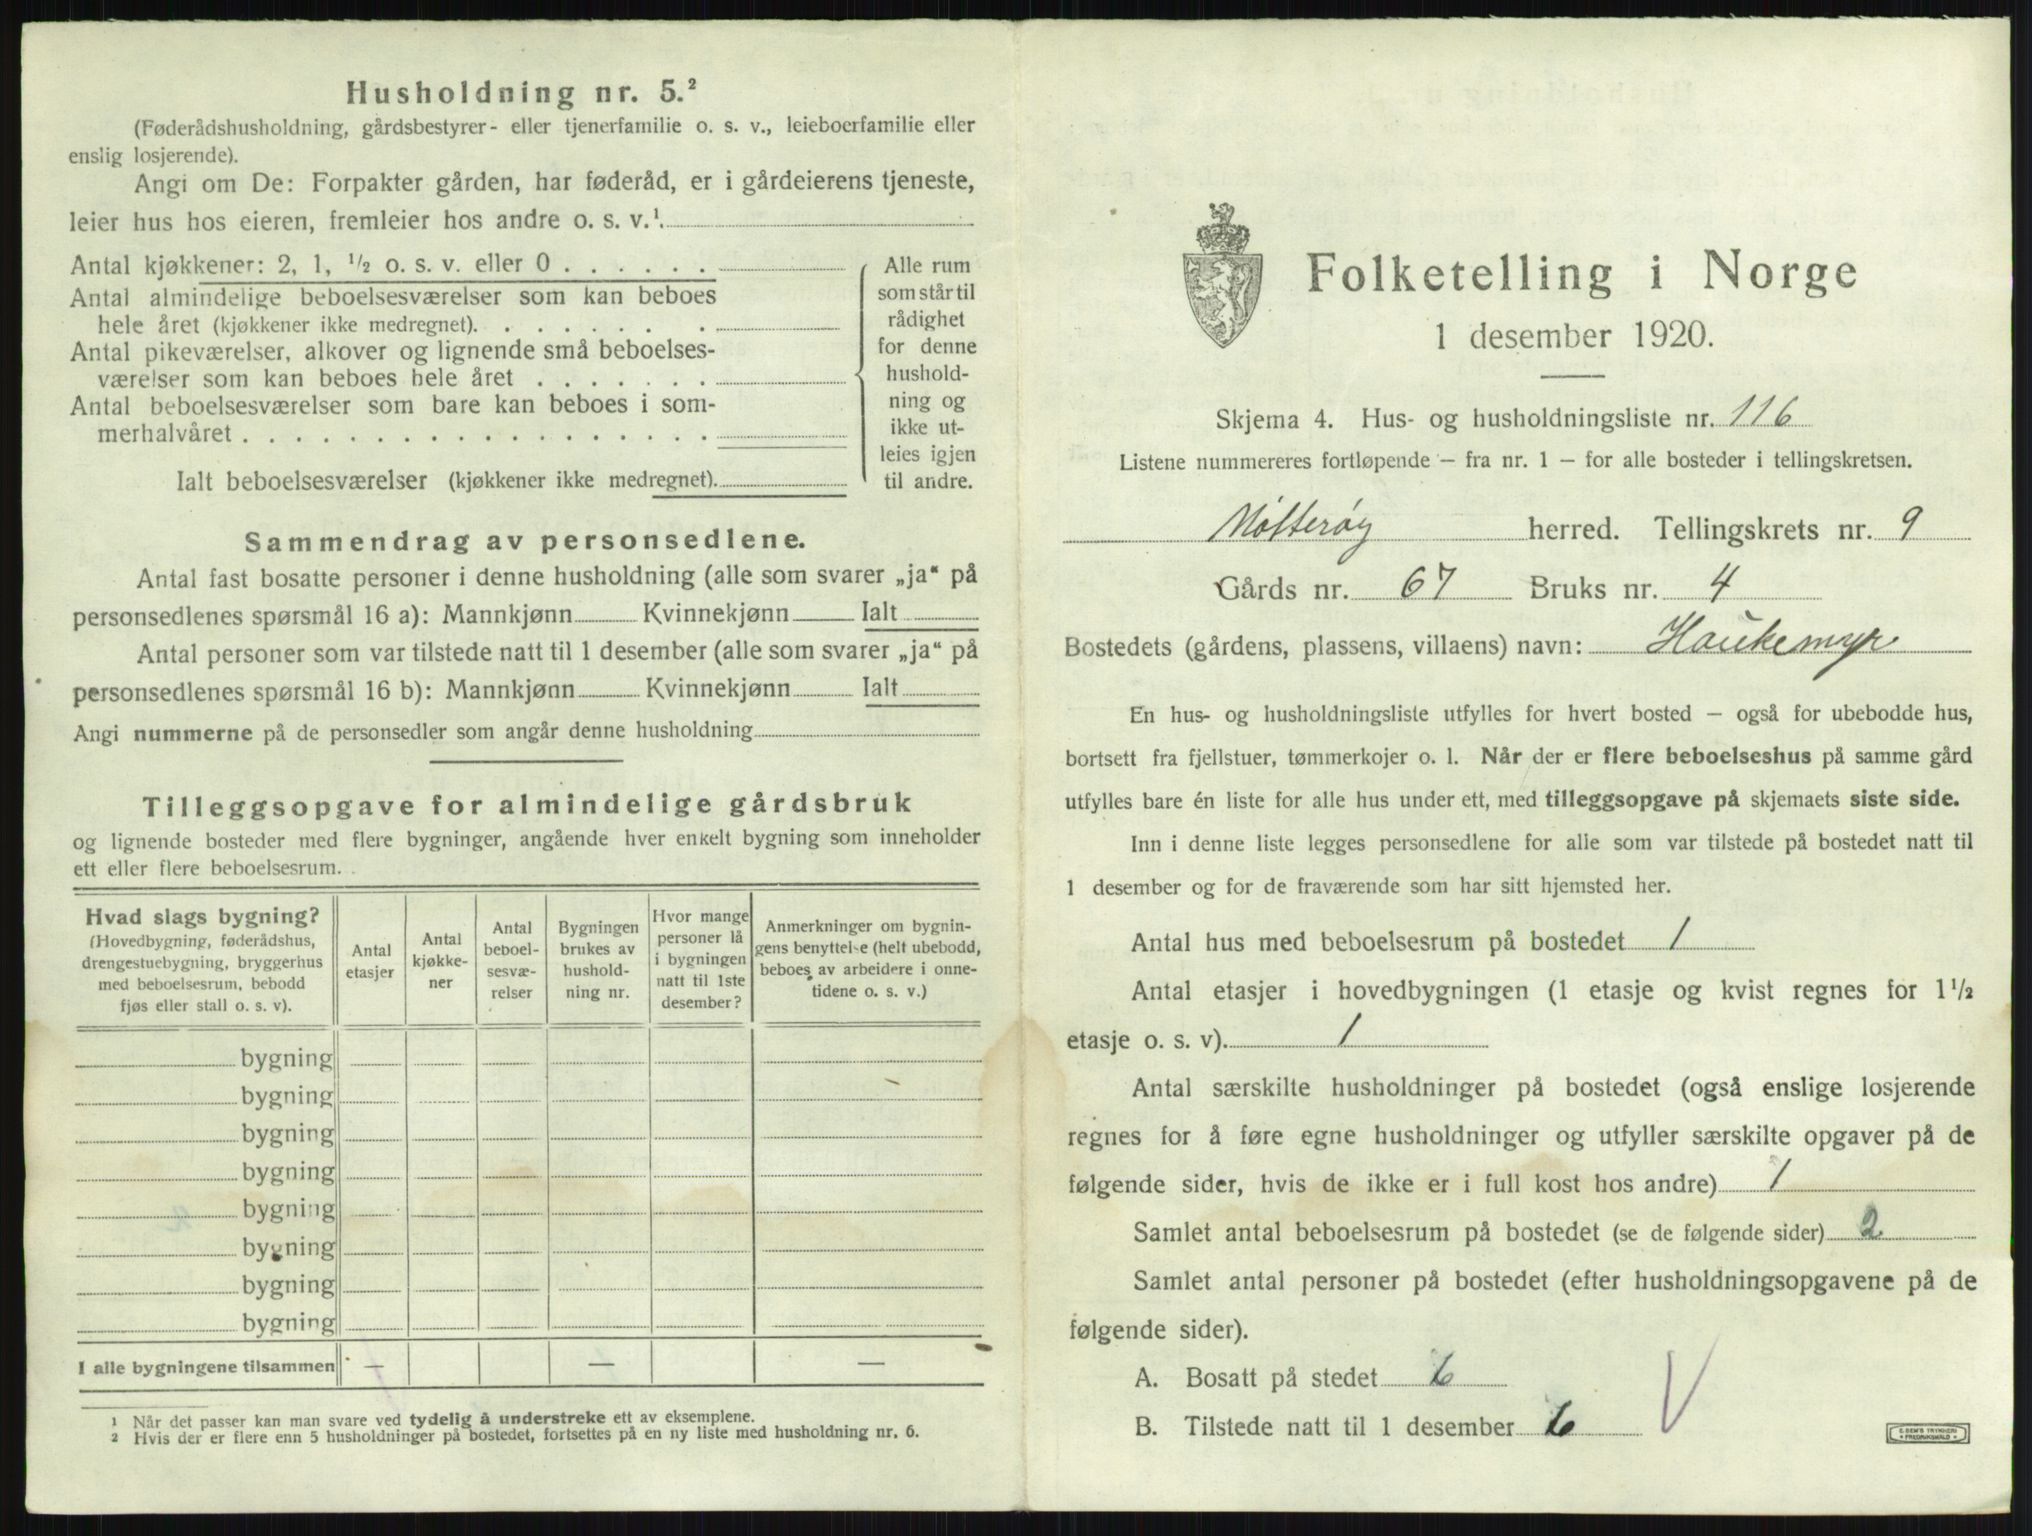 Husholdning nr. 5.²
(Føderådshusholdning, gårdsbestyrer- eller tjenerfamilie o. s. v., leieboerfamilie eller
enslig losjerende).
Angi om De: Forpakter gården, har føderåd, er i gårdeierens tjeneste,
leier hus hos eieren, fremleier hos andre o. s. v.¹.
Antal kjøkkener: 2, 1, ½ o. s. v. eller 0 . . . . . .
Antal almindelige beboelsesværelser som kan beboes
hele året (kjøkkener ikke medregnet). . . . . . .
Antal pikeværelser, alkover og lignende små beboelses-
værelser som kan beboes hele året . . . . . . .
Antal beboelsesværelser som bare kan beboes i som-
merhalvåret . . . . . . . . . . . . . . . . . .
Ialt beboelsesværelser (kjøkkener ikke medregnet).
Alle rum
som står til
rådighet
for denne
hushold-
ning og
ikke ut-
leies igjen
til andre.
Sammendrag av personsedlene.
Antal fast bosatte personer i denne husholdning (alle som svarer „ja“ på
personsedlenes spørsmål 16 a): Mannkjønn Kvinnekjønn Ialt
Antal personer som var tilstede natt til 1 desember (alle som svarer „ja“ på
personsedlenes spørsmål 16 b): Mannkjønn Kvinnekjønn Ialt
Angi nummerne på de personsedler som angår denne husholdning
Tilleggsopgave for almindelige gårdsbruk
og lignende bosteder med flere bygninger, angående hver enkelt bygning som inneholder
ett eller flere beboelsesrum.
Hvad slags bygning?
(Hovedbygning, føderådshus,
drengestuebygning, bryggerhus
med beboelsesrum, bebodd
fjøs eller stall o. s. v).
Antal
etasjer
Antal
kjøkke-
ner
Antal
beboel-
sesvæ-
relser
Bygningen
brukes av
hushold-
ning nr.
Hvor mange
personer lå
i bygningen
natt til 1ste
desember?
Anmerkninger om bygnin-
gens benyttelse (helt ubebodd,
beboes av arbeidere i onne-
tidene o. s. v.)
bygning
bygning
bygning
bygning
bygning
bygning
bygning
bygning
I alle bygningene tilsammen — — —
¹ Når det passer kan man svare ved tydelig å understreke ett av eksemplene.
² Hvis der er flere enn 5 husholdninger på bostedet, fortsettes på en ny liste med husholdning nr. 6.
Folketelling i Norge
1 desember 1920.
Skjema 4. Hus- og husholdningsliste nr. 116
Listene nummereres fortløpende — fra nr. 1 — for alle bosteder i tellingskretsen.
Nøtterøy herred. Tellingskrets nr. 9
Gårds nr. 67 Bruks nr. 4
Bostedets (gårdens, plassens, villaens) navn: Haukemyr
En hus- og husholdningsliste utfylles for hvert bosted — også for ubebodde hus,
bortsett fra fjellstuer, tømmerkojer o. l. Når der er flere beboelseshus på samme gård
utfylles bare én liste for alle hus under ett, med tilleggsopgave på skjemaets siste side.
Inn i denne liste legges personsedlene for alle som var tilstede på bostedet natt til
1 desember og for de fraværende som har sitt hjemsted her.
Antal hus med beboelsesrum på bostedet 1
Antal etasjer i hovedbygningen (1 etasje og kvist regnes for 1½
etasje o. s. v). 1
Antal særskilte husholdninger på bostedet (også enslige losjerende
regnes for å føre egne husholdninger og utfyller særskilte opgaver på de
følgende sider, hvis de ikke er i full kost hos andre) 1
Samlet antal beboelsesrum på bostedet (se de følgende sider) 2
Samlet antal personer på bostedet (efter husholdningsopgavene på de
følgende sider).
A. Bosatt på stedet 6
B. Tilstede natt til 1 desember 6